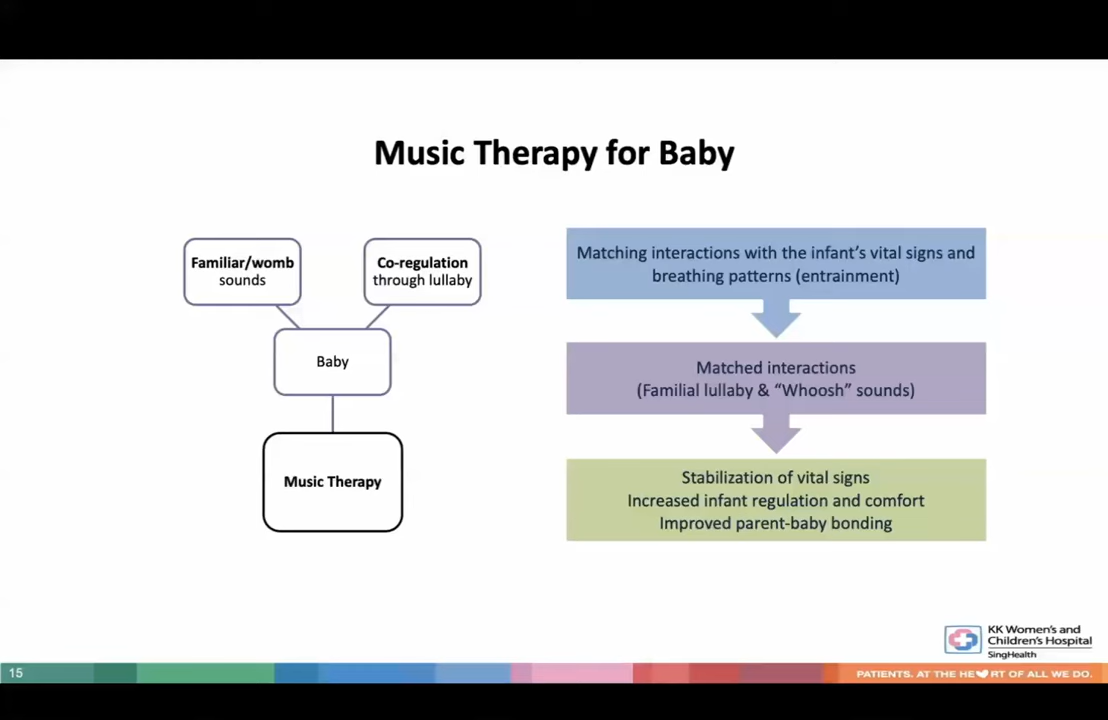 Music Therapy for Baby
Familiar/womb
sounds
Co-regulation
through lullaby
Baby
Music Therapy
Matching interactions with the infant's vital signs and
breathing patterns (entrainment)
Matched interactions
(Familial lullaby & “Whoosh” sounds)
Stabilization of vital signs
Increased infant regulation and comfort
Improved parent-baby bonding
KK Women's and
Children's Hospital
SingHealth
15
PATIENTS. AT THE HE RT OF ALL WE DO.